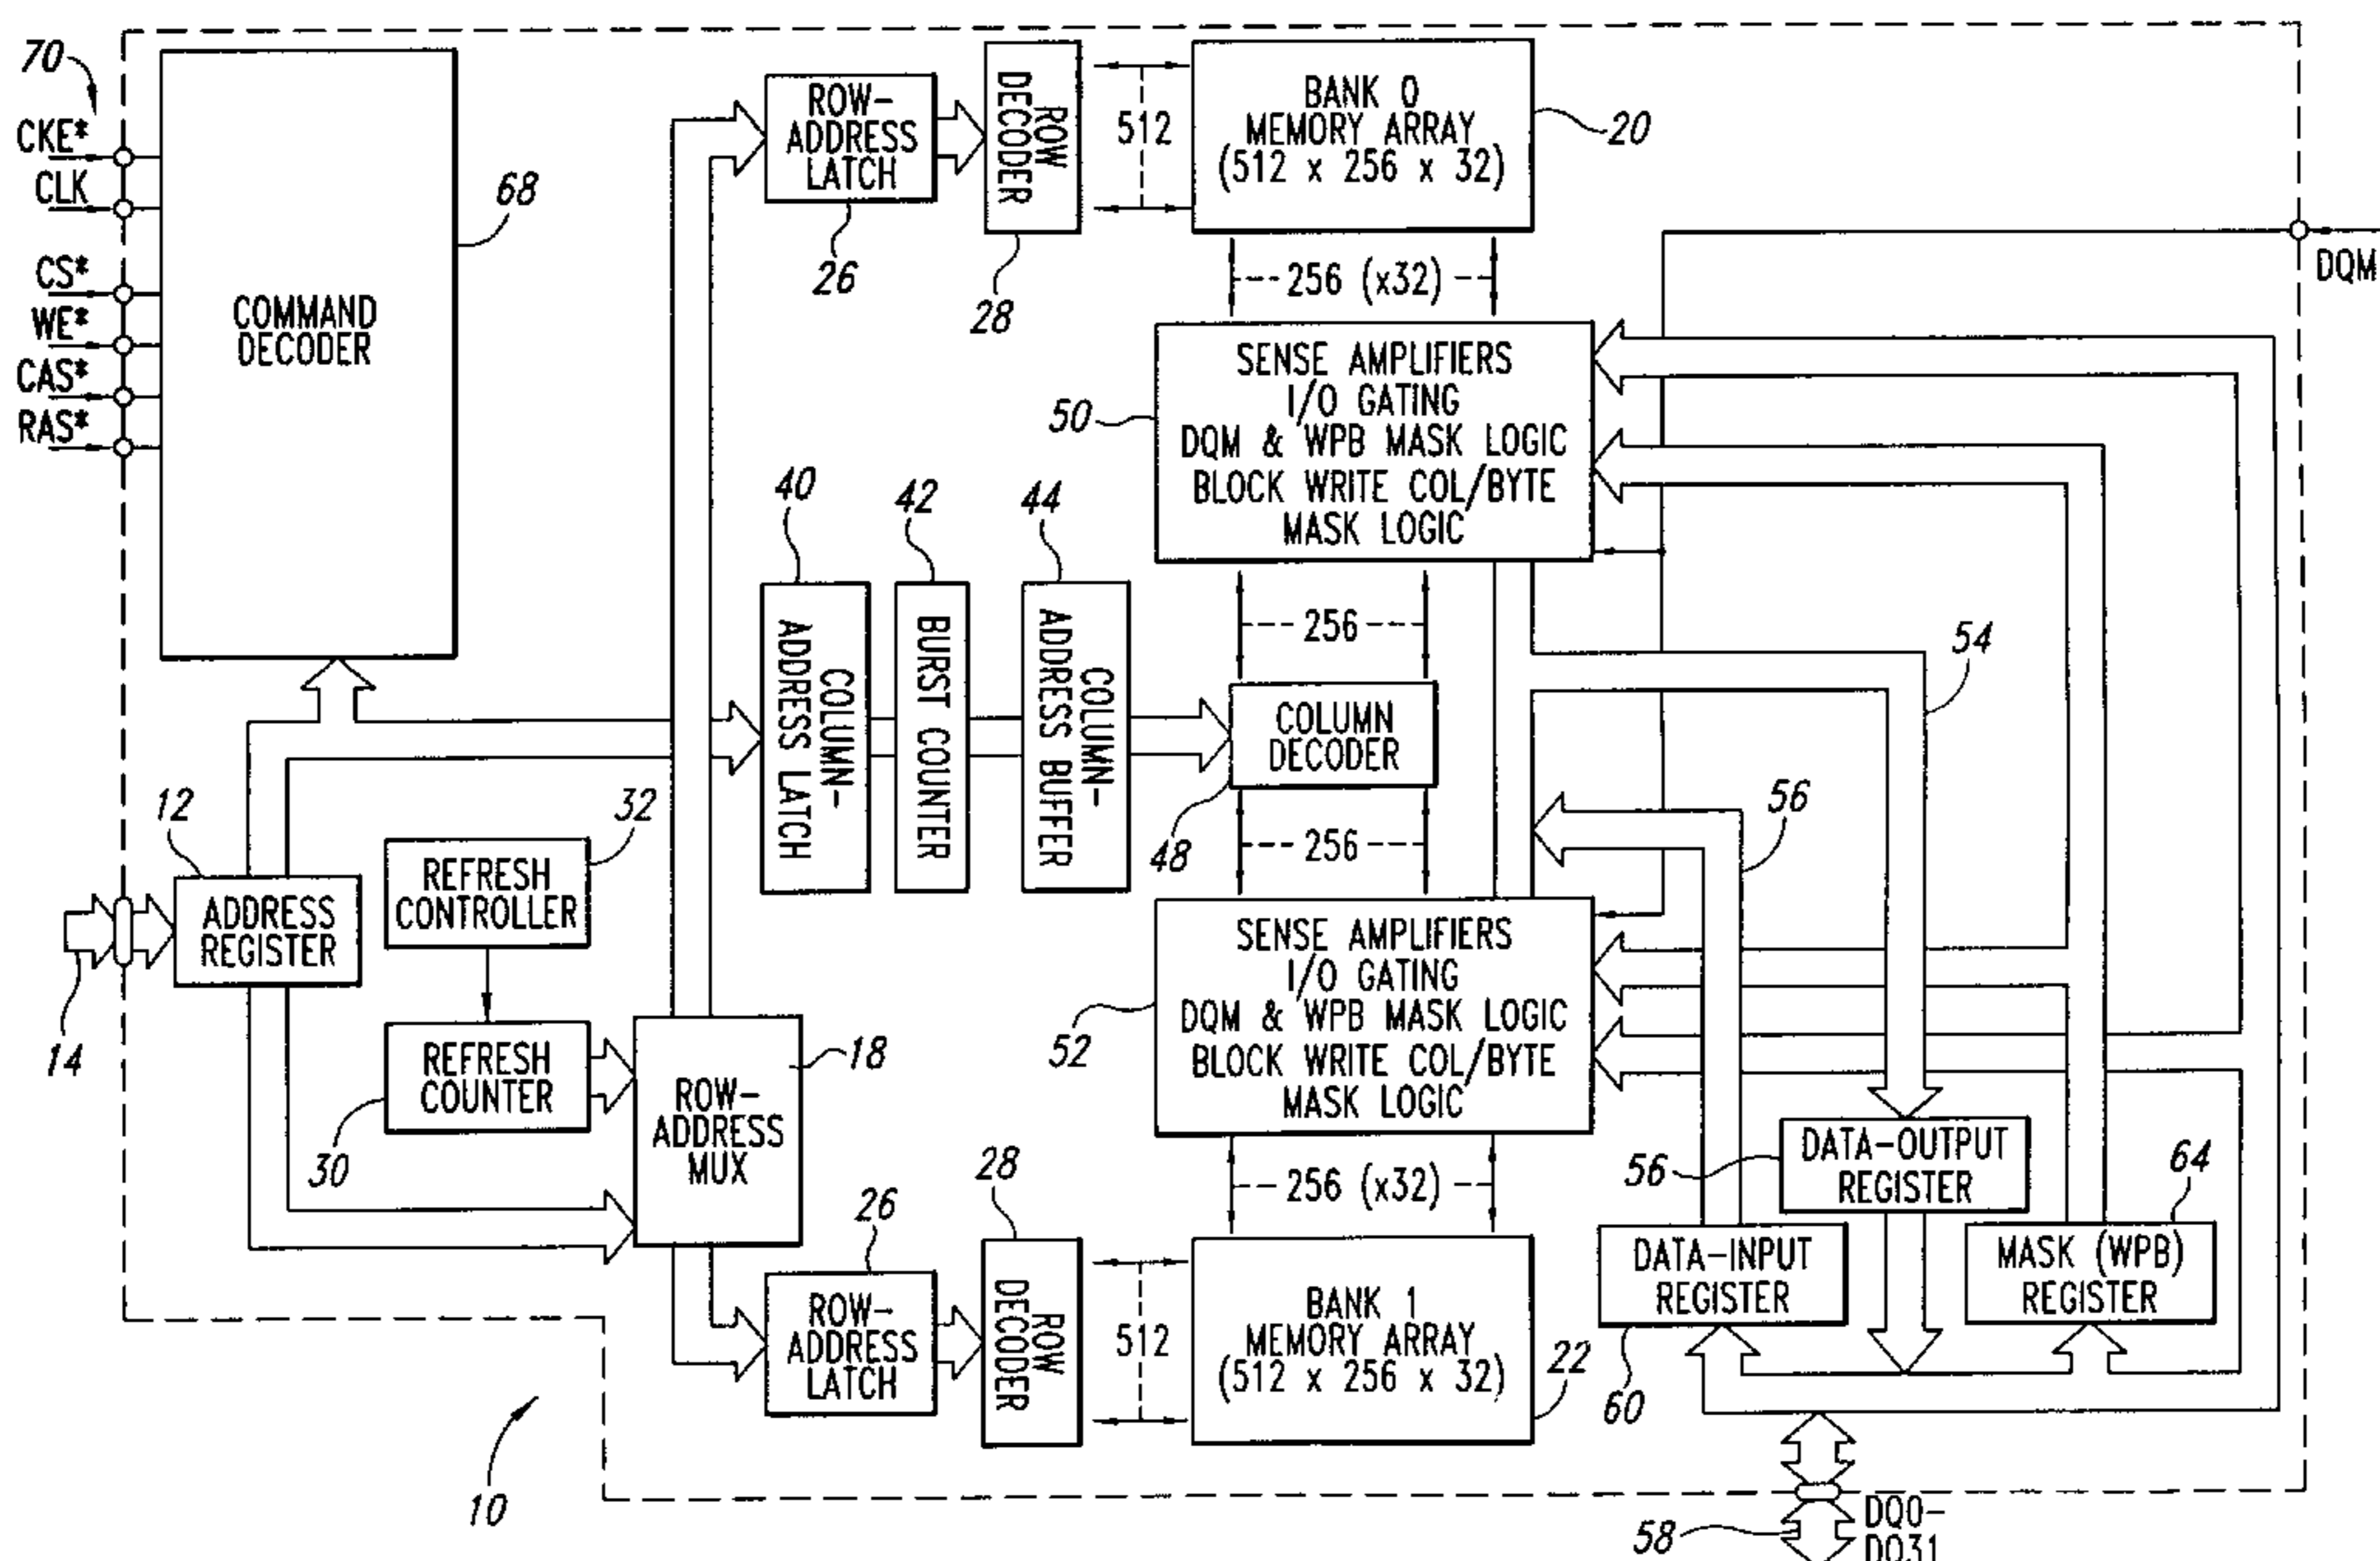 70
CKE*
CLK
CS*
WE*
CAS*
RAS*
COMMAND
DECODER
68
ROW-
ADDRESS
LATCH
26
ROW
DECODER
28
512
BANK 0
MEMORY ARRAY
(512 x 256 x 32)
20
256 (x32)
DQM
SENSE AMPLIFIERS
I/O GATING
DQM & WPB MASK LOGIC
BLOCK WRITE COL/BYTE
MASK LOGIC
50
40
COLUMN-
ADDRESS LATCH
42
BURST COUNTER
44
COLUMN-
ADDRESS BUFFER
256
COLUMN
DECODER
48
256
54
56
12
ADDRESS
REGISTER
14
32
REFRESH
CONTROLLER
REFRESH
COUNTER
30
ROW-
ADDRESS
MUX
18
SENSE AMPLIFIERS
I/O GATING
DQM & WPB MASK LOGIC
BLOCK WRITE COL/BYTE
MASK LOGIC
52
256 (x32)
26
ROW-
ADDRESS
LATCH
28
ROW
DECODER
512
BANK 1
MEMORY ARRAY
(512 x 256 x 32)
22
56
DATA-OUTPUT
REGISTER
64
DATA-INPUT
REGISTER
60
MASK (WPB)
REGISTER
10
58
DQ0-
DQ31